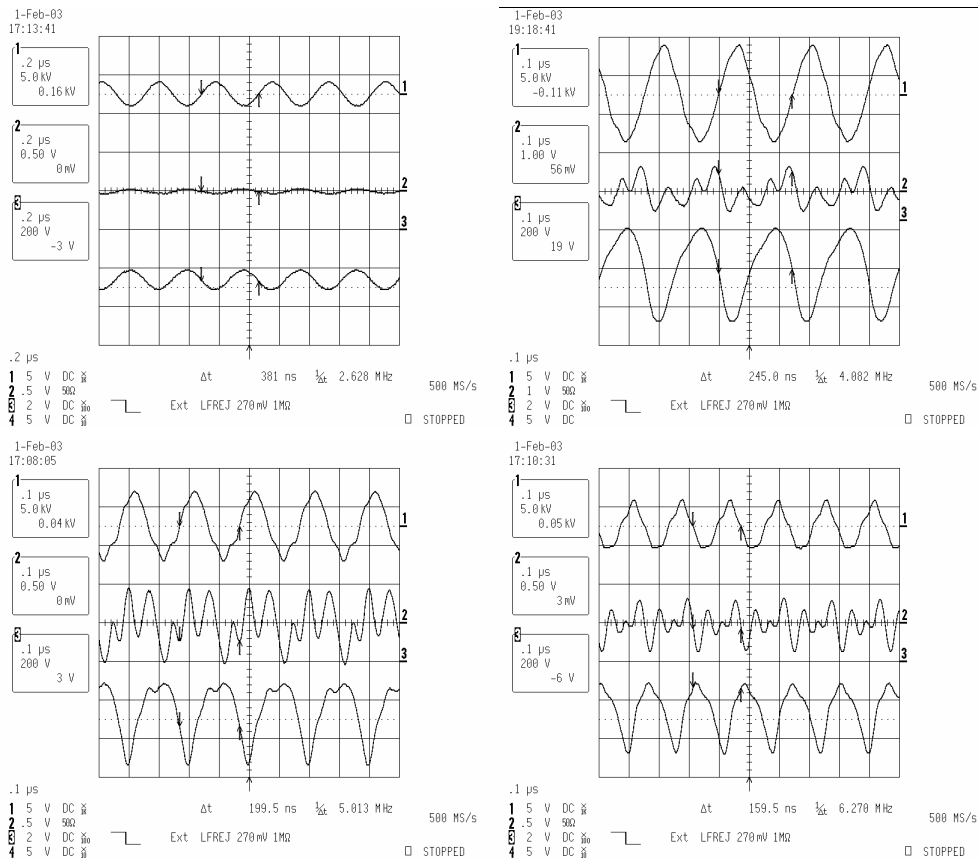 1-Feb-03
17:13:41
1
.2 µs
5.0 kV
0.16 kV
2
.2 µs
0.50 V
0 mV
3
.2 µs
200 V
-3 V
1
2
3
.2 µs
1 5 V DC
2 .5 V 50Ω
3 2 V DC
4 5 V DC
Δt 381 ns 1/Δt 2.628 MHz
Ext LFREJ 270 mV 1MΩ
500 MS/s
STOPPED
1-Feb-03
19:18:41
1
.1 µs
5.0 kV
-0.11 kV
2
.1 µs
1.00 V
56 mV
3
.1 µs
200 V
19 V
1
2
3
.1 µs
1 5 V DC
2 1 V 50Ω
3 2 V DC
4 5 V DC
Δt 245.0 ns 1/Δt 4.082 MHz
Ext LFREJ 270 mV 1MΩ
500 MS/s
STOPPED
1-Feb-03
17:08:05
1
.1 µs
5.0 kV
0.04 kV
2
.1 µs
0.50 V
0 mV
3
.1 µs
200 V
3 V
1
2
3
.1 µs
1 5 V DC
2 .5 V 50Ω
3 2 V DC
4 5 V DC
Δt 199.5 ns 1/Δt 5.013 MHz
Ext LFREJ 270 mV 1MΩ
500 MS/s
STOPPED
1-Feb-03
17:10:31
1
.1 µs
5.0 kV
0.05 kV
2
.1 µs
0.50 V
3 mV
3
.1 µs
200 V
-6 V
1
2
3
.1 µs
1 5 V DC
2 .5 V 50Ω
3 2 V DC
4 5 V DC
Δt 159.5 ns 1/Δt 6.270 MHz
Ext LFREJ 270 mV 1MΩ
500 MS/s
STOPPED